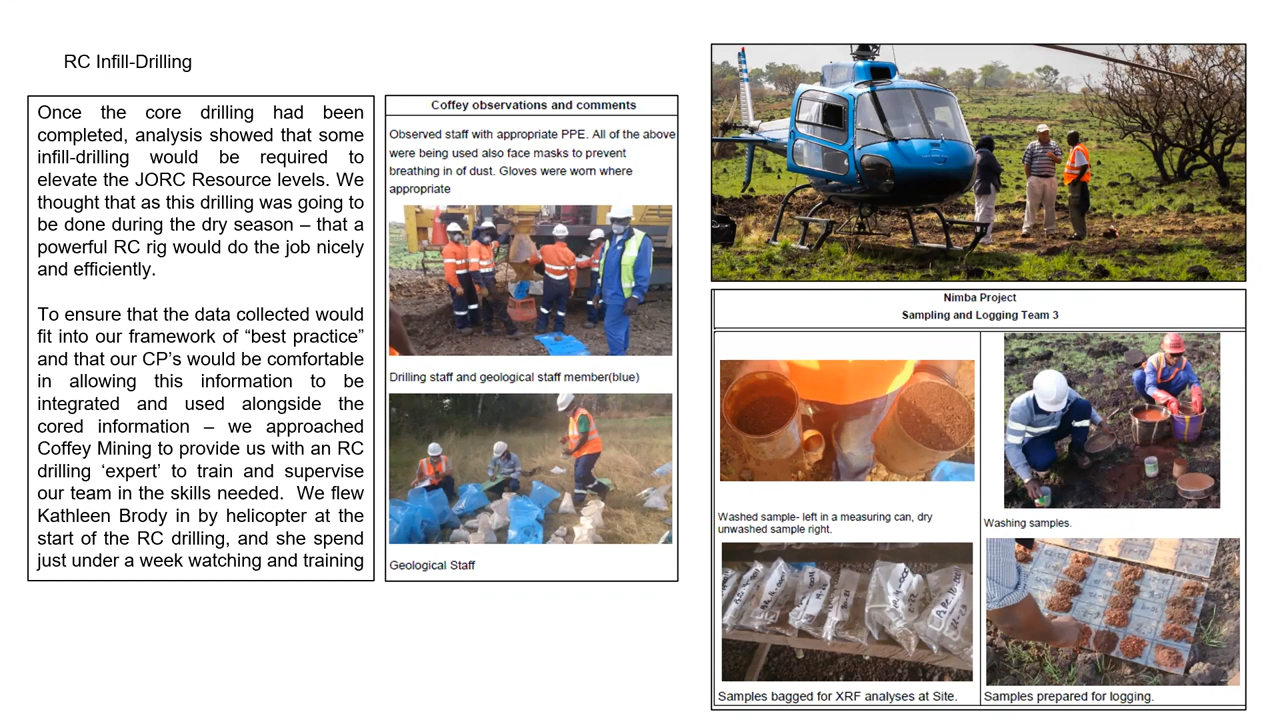 RC Infill-Drilling
Once the core drilling had been
completed, analysis showed that some
infill-drilling would be required to
elevate the JORC Resource levels. We
thought that as this drilling was going to
be done during the dry season – that a
powerful RC rig would do the job nicely
and efficiently.
To ensure that the data collected would
fit into our framework of “best practice”
and that our CP’s would be comfortable
in allowing this information to be
integrated and used alongside the
cored information – we approached
Coffey Mining to provide us with an RC
drilling ‘expert’ to train and supervise
our team in the skills needed. We flew
Kathleen Brody in by helicopter at the
start of the RC drilling, and she spend
just under a week watching and training
Coffey observations and comments
Observed staff with appropriate PPE. All of the above
were being used also face masks to prevent
breathing in of dust. Gloves were worn where
appropriate
Drilling staff and geological staff member(blue)
Geological Staff
Nimba Project
Sampling and Logging Team 3
Washed sample- left in a measuring can, dry
unwashed sample right.
Washing samples.
Samples bagged for XRF analyses at Site.
Samples prepared for logging.